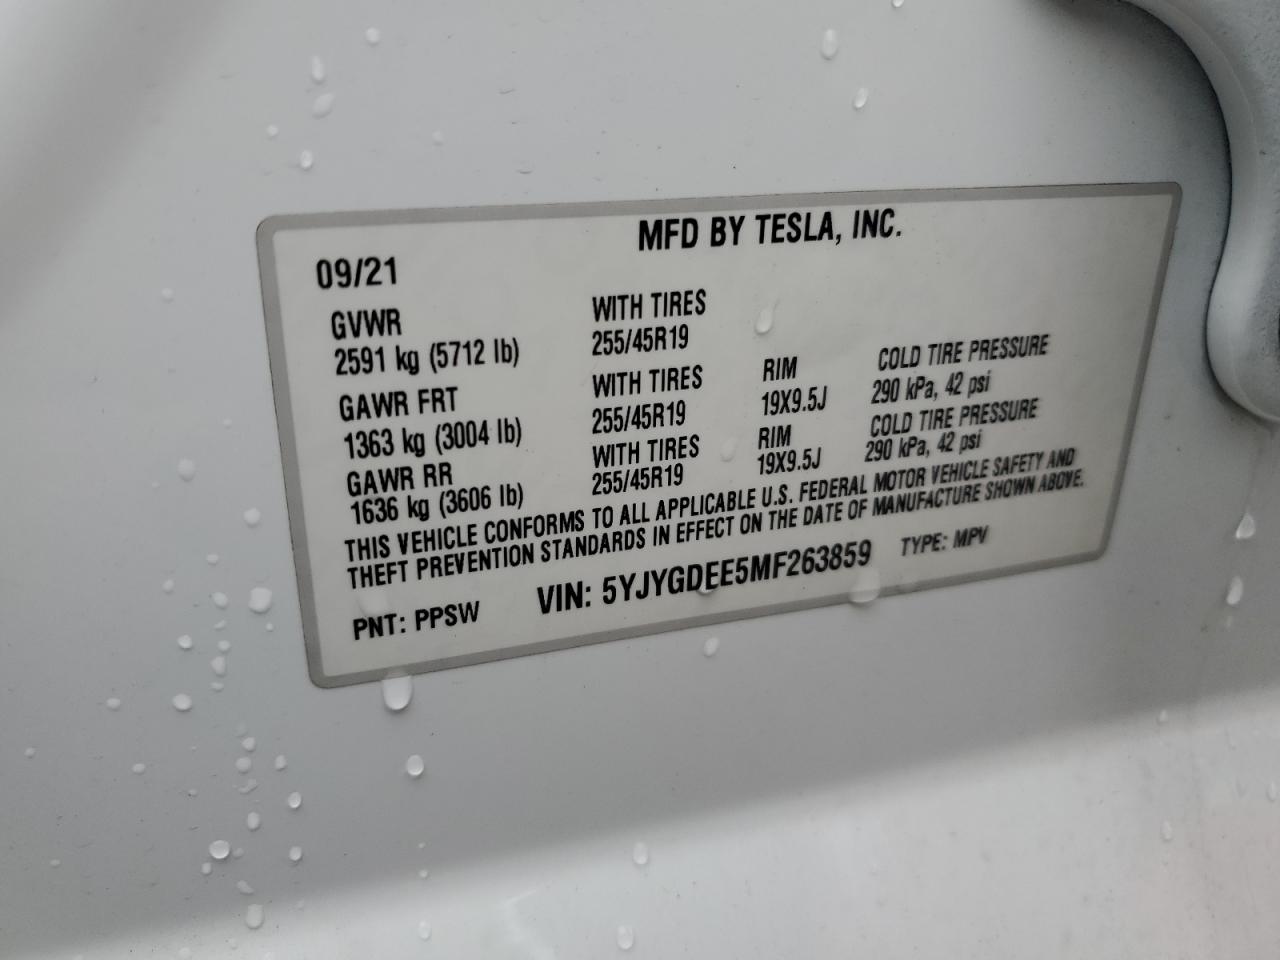 MFD BY TESLA, INC.
09/21
GVWR WITH TIRES
2591 kg (5712 lb) 255/45R19
GAWR FRT WITH TIRES RIM COLD TIRE PRESSURE
1363 kg (3004 lb) 255/45R19 19X9.5J 290 kPa, 42 psi
GAWR RR WITH TIRES RIM COLD TIRE PRESSURE
1636 kg (3606 lb) 255/45R19 19X9.5J 290 kPa, 42 psi
THIS VEHICLE CONFORMS TO ALL APPLICABLE U.S. FEDERAL MOTOR VEHICLE SAFETY AND
THEFT PREVENTION STANDARDS IN EFFECT ON THE DATE OF MANUFACTURE SHOWN ABOVE.
PNT: PPSW VIN: 5YJYGDEE5MF263859 TYPE: MPV